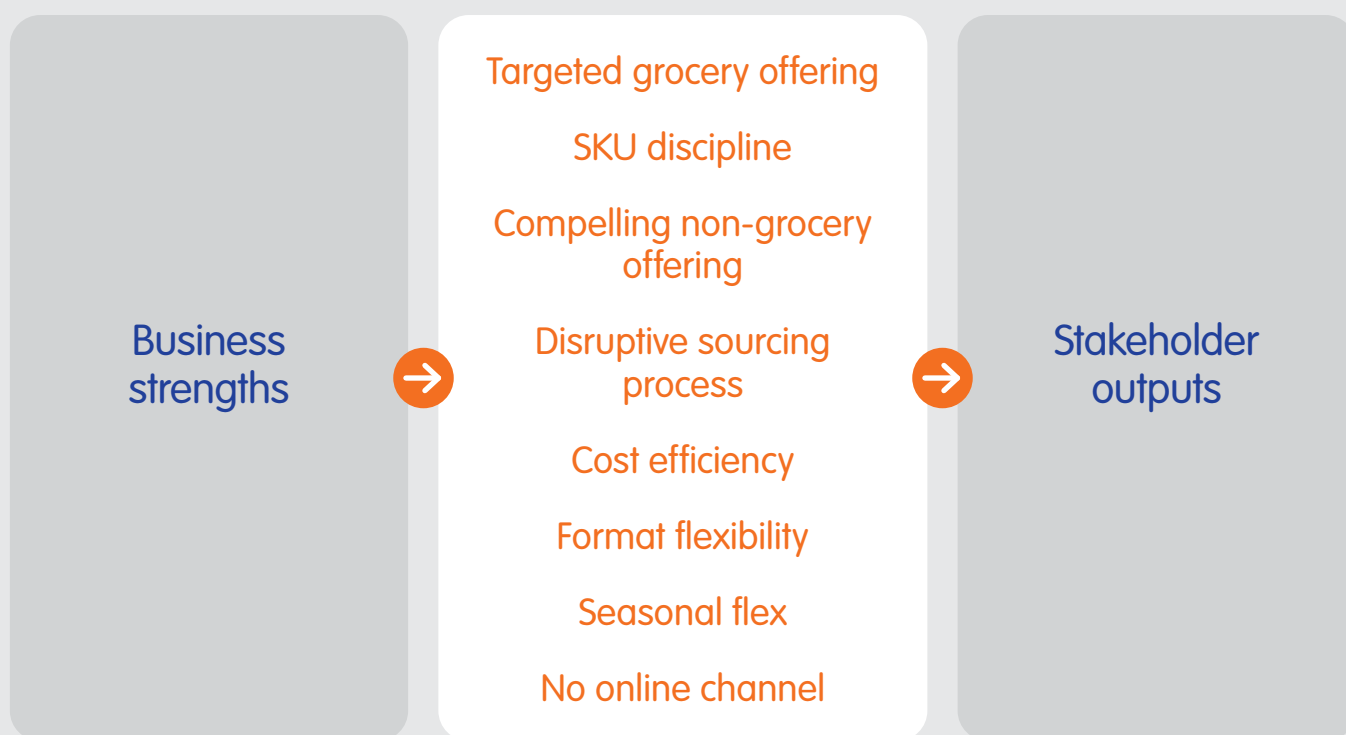 Business
strengths
Targeted grocery offering
SKU discipline
Compelling non-grocery
offering
Disruptive sourcing
process
Cost efficiency
Format flexibility
Seasonal flex
No online channel
Stakeholder
outputs